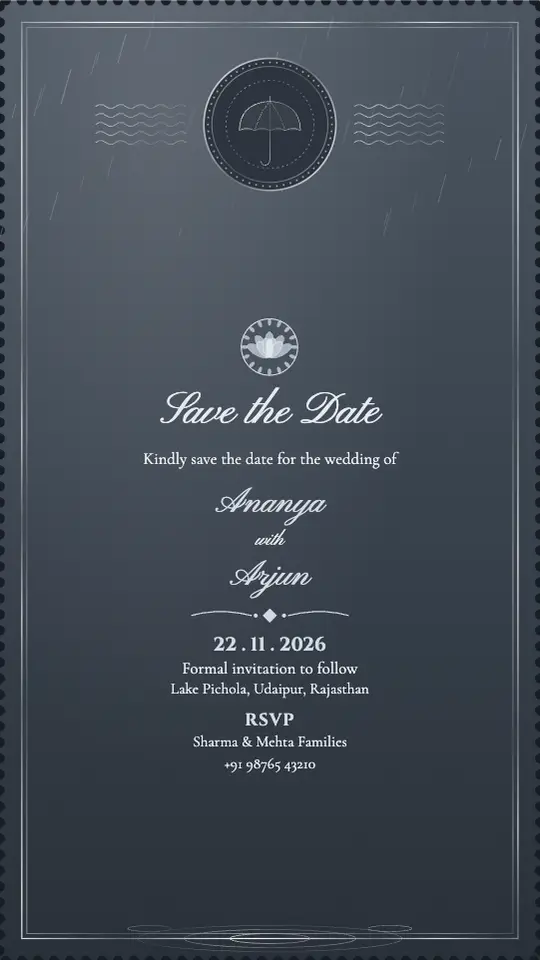 Save the Date
Kindly save the date for the wedding of
Ananya
with
Arjun
22 . 11 . 2026
Formal invitation to follow
Lake Pichola, Udaipur, Rajasthan
RSVP
Sharma & Mehta Families
+91 98765 43210